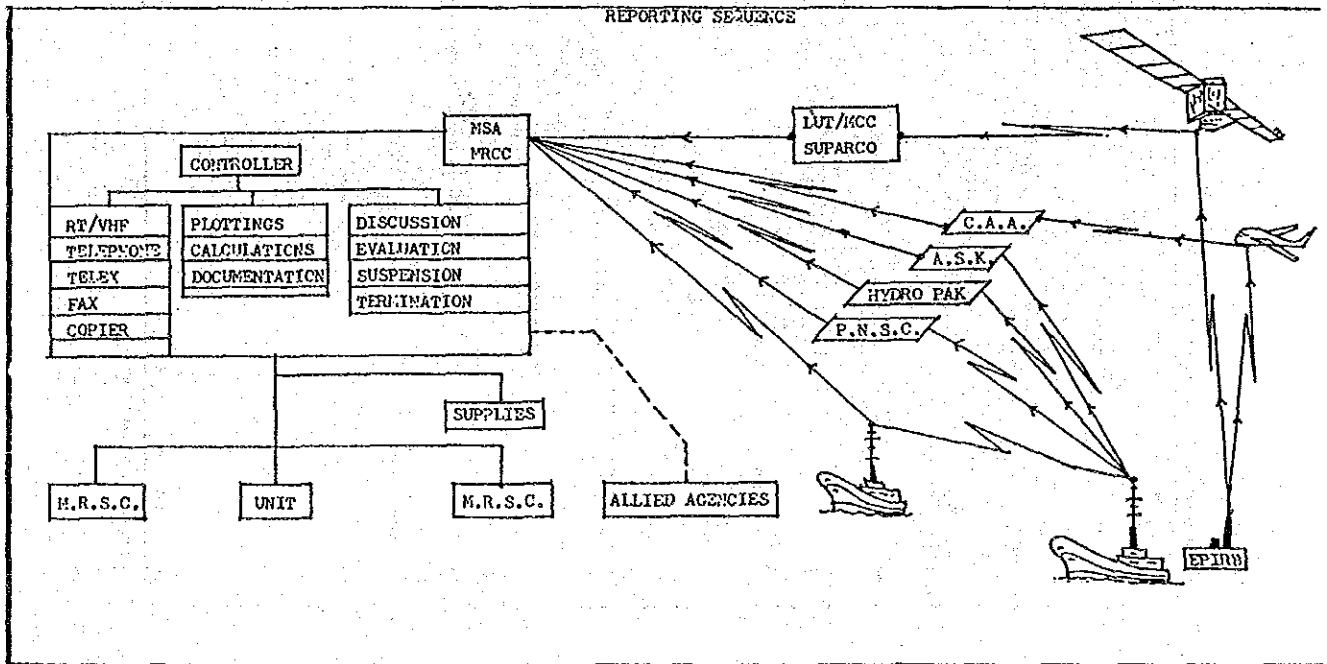 REPORTING SEQUENCE
MSA
MRCC
LUT/MCC
SUPARCO
CONTROLLER
RT/VHF
TELEPHONE
TELEX
FAX
COPIER
PLOTTINGS
CALCULATIONS
DOCUMENTATION
DISCUSSION
EVALUATION
SUSPENSION
TERMINATION
C.A.A.
A.S.K.
HYDRO PAK
P.N.S.C.
SUPPLIES
M.R.S.C.
UNIT
M.R.S.C.
ALLIED AGENCIES
EPIRB